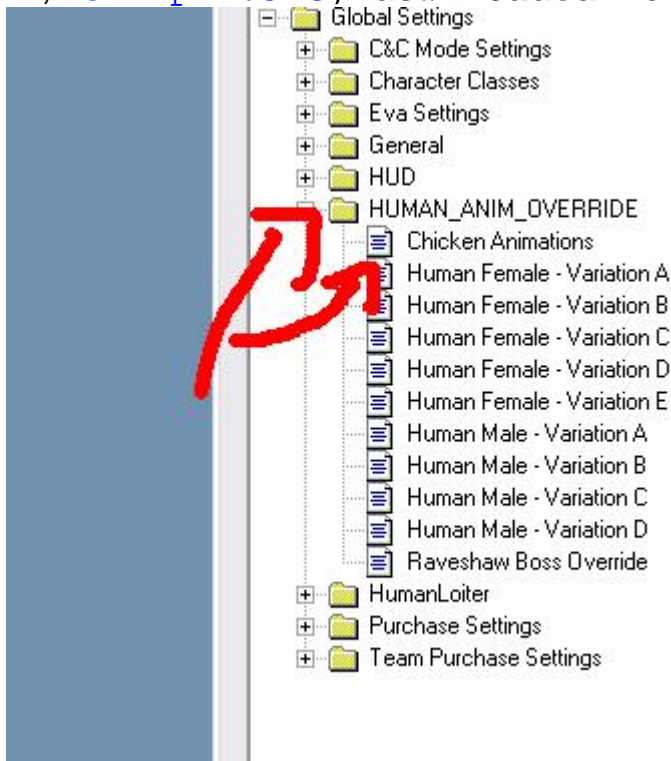 Global Settings
C&C Mode Settings
Character Classes
Eva Settings
General
HUD
HUMAN_ANIM_OVERRIDE
Chicken Animations
Human Female - Variation A
Human Female - Variation B
Human Female - Variation C
Human Female - Variation D
Human Female - Variation E
Human Male - Variation A
Human Male - Variation B
Human Male - Variation C
Human Male - Variation D
Raveshaw Boss Override
HumanLoiter
Purchase Settings
Team Purchase Settings